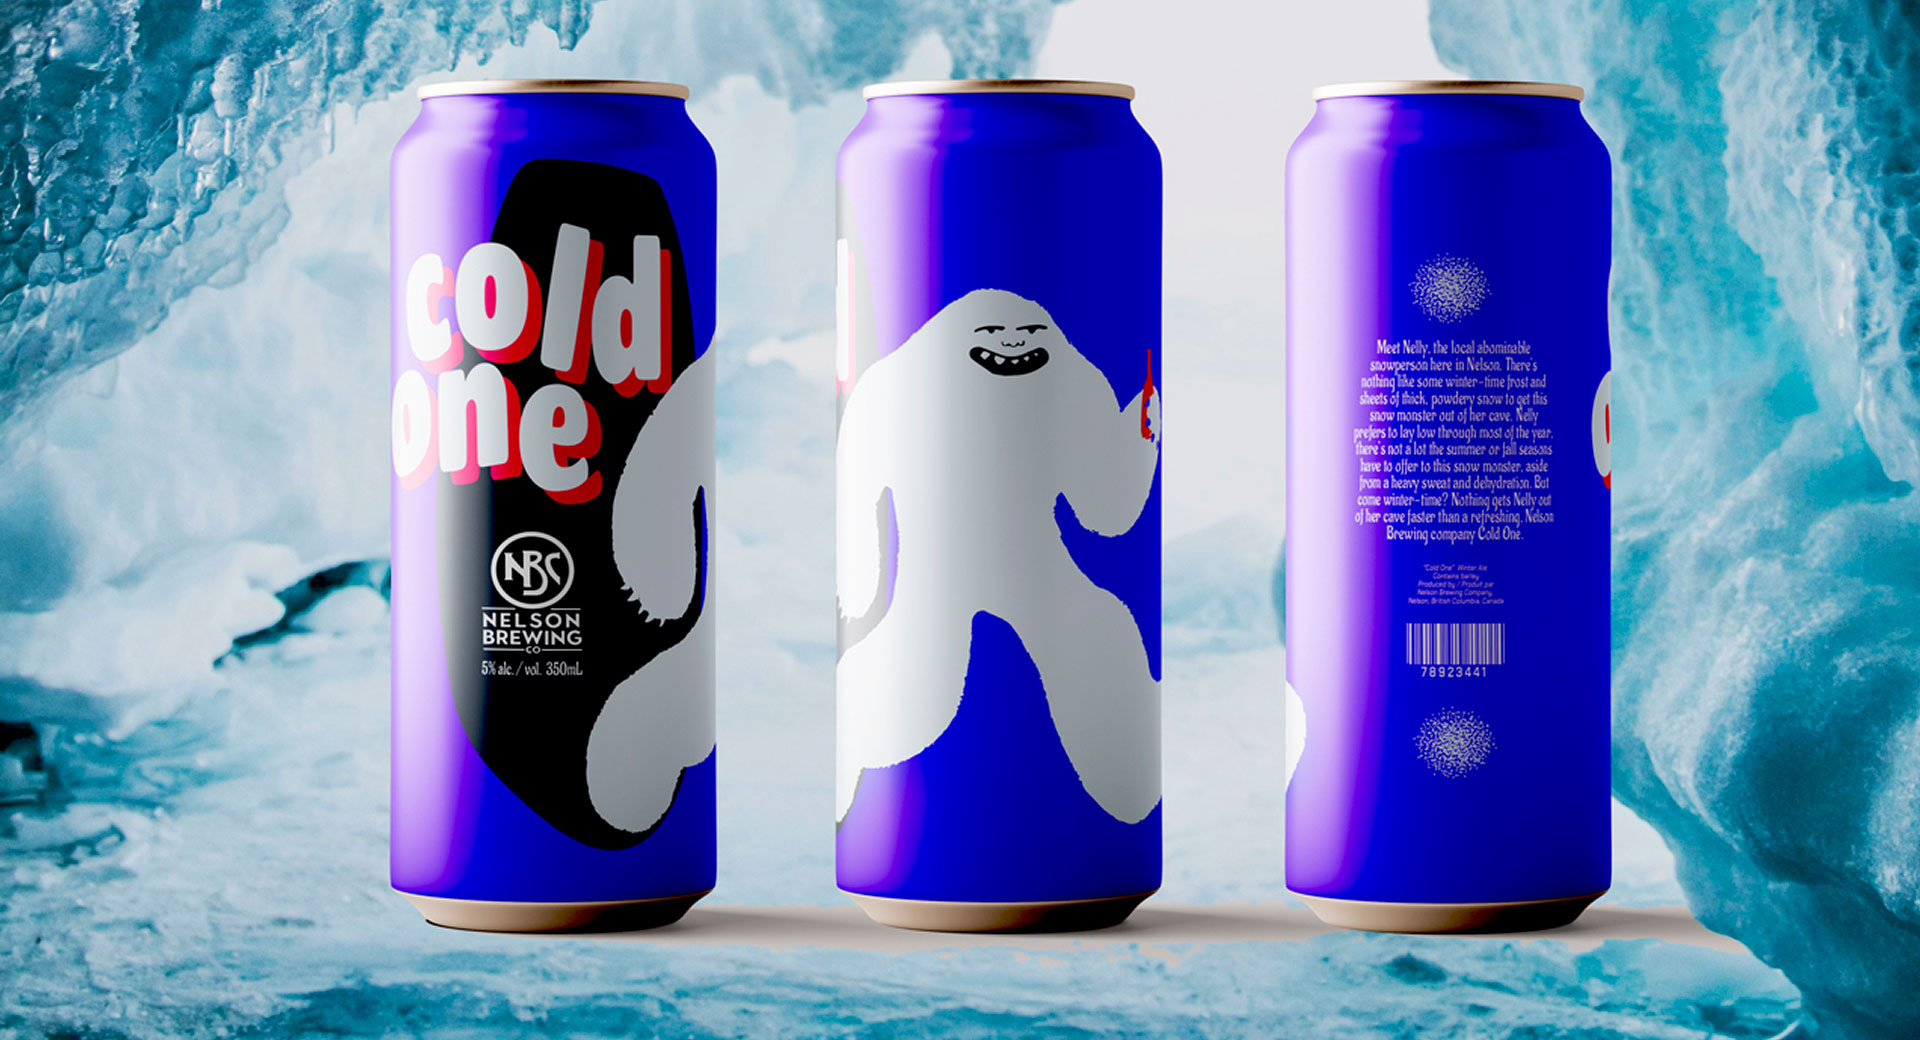 cold
one
NBC
NELSON
BREWING
CO
5% alc. / vol. 350mL
Meet Nelly, the local abominable
snowperson here in Nelson. There's
nothing like some winter-time frost and
sheets of thick, powdery snow to get this
snow monster out of her cave. Nelly
prefers to lay low through most of the year,
there's not a lot the summer or fall seasons
have to offer to this snow monster, aside
from a heavy sweat and dehydration. But
come winter-time? Nothing gets Nelly out
of her cave faster than a refreshing, Nelson
Brewing company Cold One.
"Cold One" Winter Ale
Contains barley
Produced by / Produit par
Nelson Brewing Company
Nelson, British Columbia, Canada
78923441